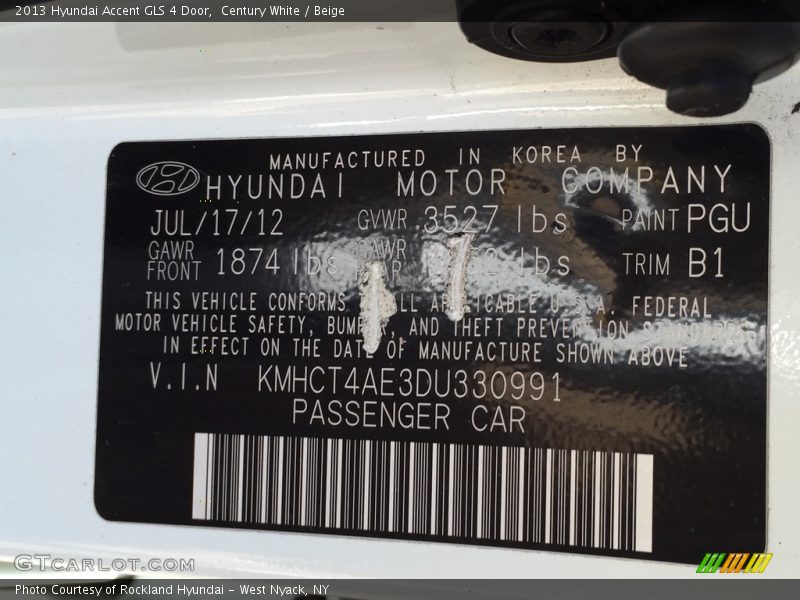 2013 Hyundai Accent GLS 4 Door, Century White / Beige
MANUFACTURED IN KOREA BY
HYUNDAI MOTOR COMPANY
JUL/17/12 GVWR 3527 lbs PAINT PGU
GAWR FRONT 1874 lbs GAWR lbs TRIM B1
THIS VEHICLE CONFORMS APPLICABLE U.S.A. FEDERAL
MOTOR VEHICLE SAFETY, BUMPER, AND THEFT PREVENTION STANDARDS
IN EFFECT ON THE DATE OF MANUFACTURE SHOWN ABOVE
V.I.N KMHCT4AE3DU330991
PASSENGER CAR
GTcarlot.com
Photo Courtesy of Rockland Hyundai - West Nyack, NY